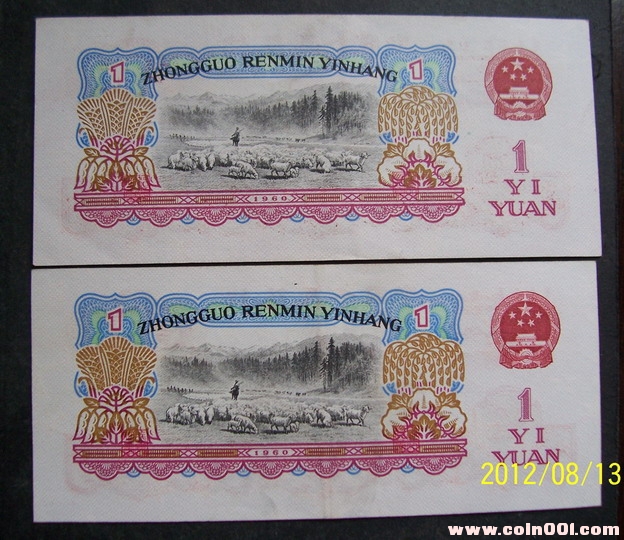 1 ZHONGGUO RENMIN YINHANG 1
1
YI
YUAN
1960
1 ZHONGGUO RENMIN YINHANG 1
1
YI
YUAN
1960
2012/08/13
www.coin001.com